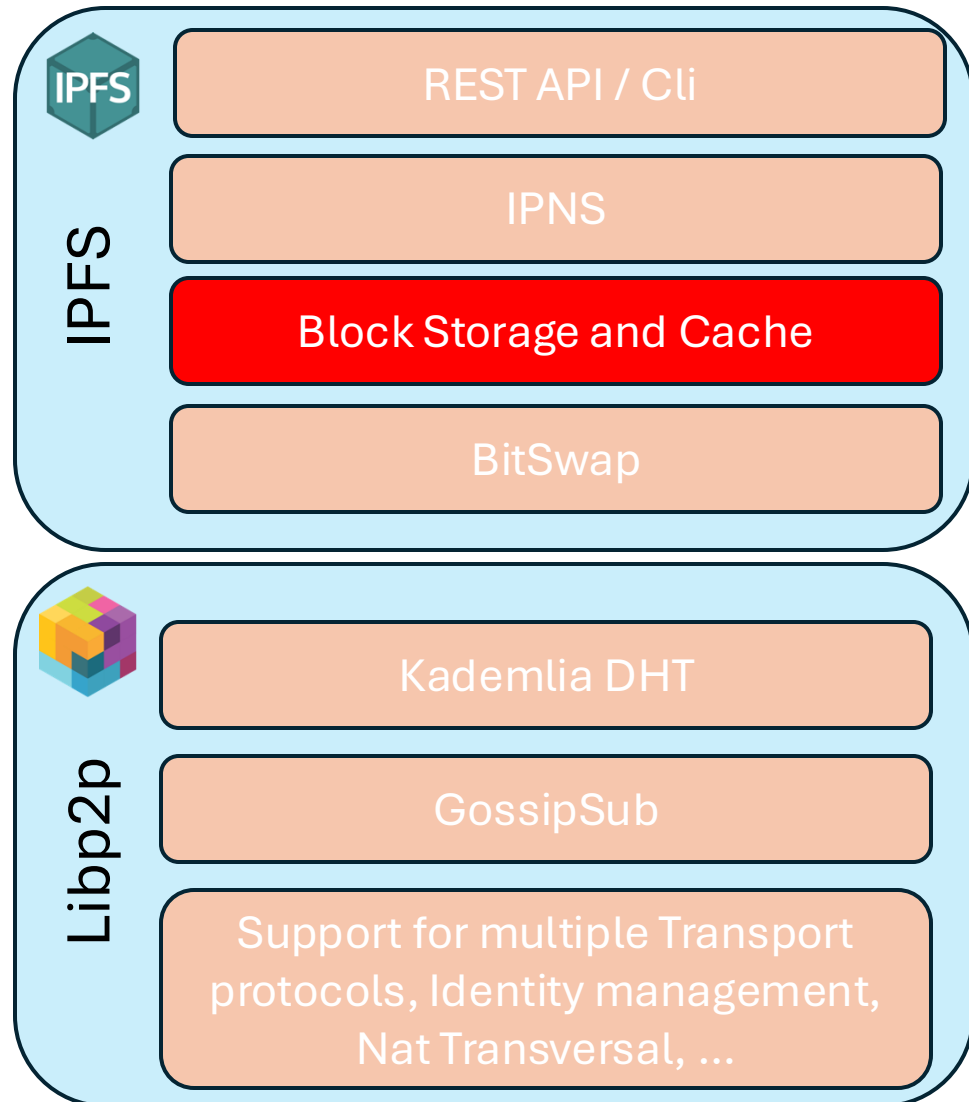 IPFS
REST API / Cli
IPNS
IPFS
Block Storage and Cache
BitSwap
Kademlia DHT
Libp2p
GossipSub
Support for multiple Transport
protocols, Identity management,
Nat Transversal, ...